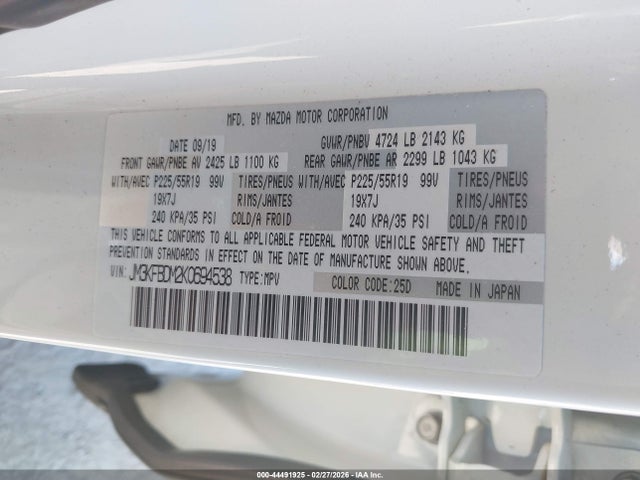 MFD. BY MAZDA MOTOR CORPORATION
DATE 09/19 GVWR/PNBV 4724 LB 2143 KG
FRONT GAWR/PNBE AV 2425 LB 1100 KG REAR GAWR/PNBE AR 2299 LB 1043 KG
WITH/AVEC P225/55R19 99V TIRES/PNEUS WITH/AVEC P225/55R19 99V TIRES/PNEUS
19X7J RIMS/JANTES 19X7J RIMS/JANTES
240 KPA/35 PSI COLD/A FROID 240 KPA/35 PSI COLD/A FROID
THIS VEHICLE CONFORMS TO ALL APPLICABLE FEDERAL MOTOR VEHICLE SAFETY AND THEFT
PREVENTION STANDARDS IN EFFECT ON THE DATE OF MANUFACTURE SHOWN ABOVE.
VIN: JM3KFBDM2K0694538 TYPE:MPV COLOR CODE:25D MADE IN JAPAN
000-44491925 | 02/27/2026 | COPYRIGHT IAA, LLC